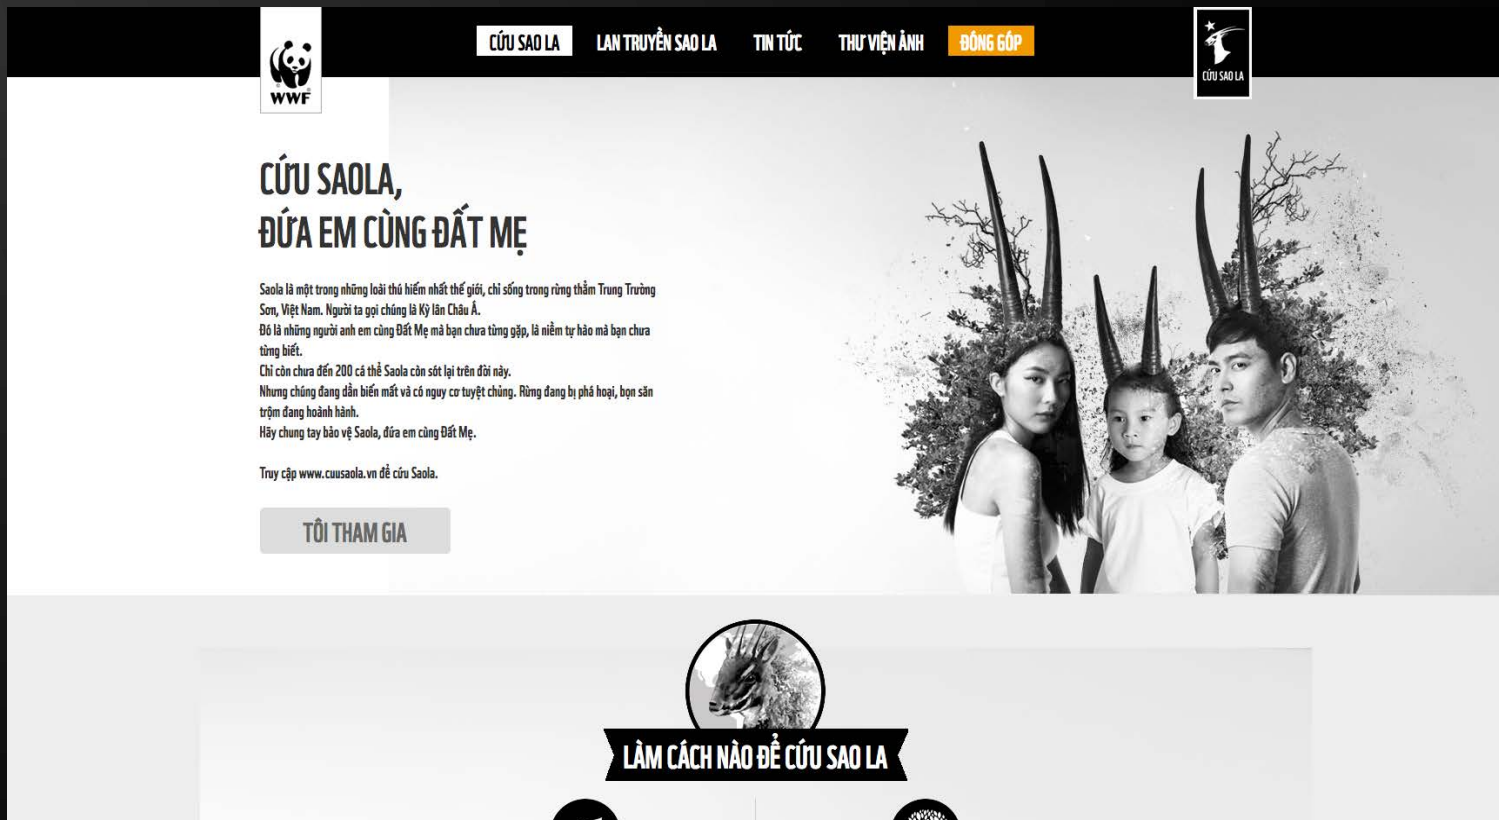 CỨU SAO LA
LAN TRUYỀN SAO LA
TIN TỨC
THƯ VIỆN ẢNH
ĐÓNG GÓP
WWF
CỨU SAO LA
CỨU SAOLA,
ĐỨA EM CÙNG ĐẤT MẸ
Saola là một trong những loài thú hiếm nhất thế giới, chỉ sống trong rừng thẳm Trung Trường
Sơn, Việt Nam. Người ta gọi chúng là Kỳ lân Châu Á.
Đó là những người anh em cùng Đất Mẹ mà bạn chưa từng gặp, là niềm tự hào mà bạn chưa
từng biết.
Chỉ còn chưa đến 200 cá thể Saola còn sót lại trên đời này.
Nhưng chúng đang dần biến mất và có nguy cơ tuyệt chủng. Rừng đang bị phá hoại, bọn săn
trộm đang hoành hành.
Hãy chung tay bảo vệ Saola, đứa em cùng Đất Mẹ.
Truy cập www.cuusaola.vn để cứu Saola.
TÔI THAM GIA
LÀM CÁCH NÀO ĐỂ CỨU SAO LA